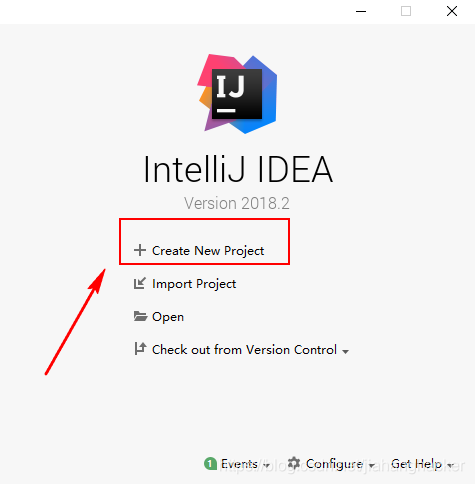 IJ
IntelliJ IDEA
Version 2018.2
Create New Project
Import Project
Open
Check out from Version Control
1 Events Configure Get Help